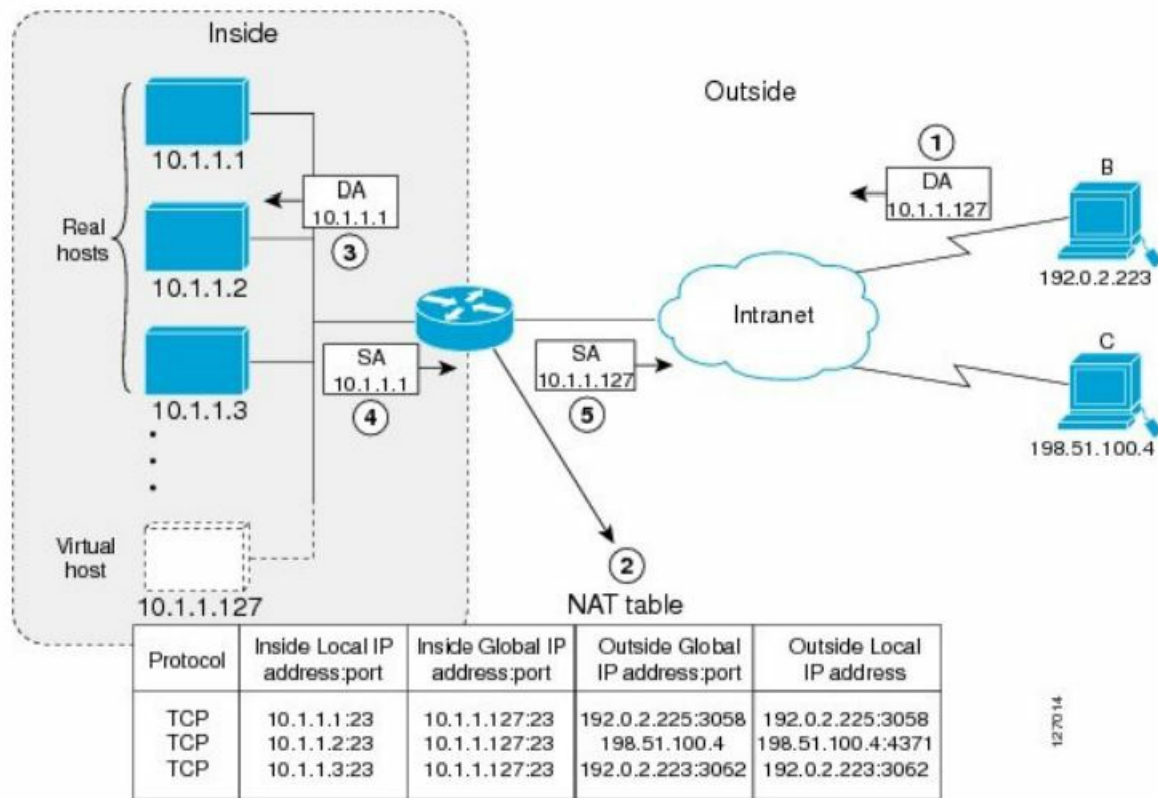 Inside
Outside
10.1.1.1
DA
10.1.1.1
3
1
DA
10.1.1.127
B
192.0.2.223
Real
hosts
10.1.1.2
Intranet
10.1.1.3
SA
10.1.1.1
4
SA
10.1.1.127
5
C
198.51.100.4
Virtual
host
10.1.1.127
2
NAT table
Protocol
Inside Local IP
address:port
Inside Global IP
address:port
Outside Global
IP address:port
Outside Local
IP address
TCP 10.1.1.1:23 10.1.1.127:23 192.0.2.225:3058 192.0.2.225:3058
TCP 10.1.1.2:23 10.1.1.127:23 198.51.100.4 198.51.100.4:4371
TCP 10.1.1.3:23 10.1.1.127:23 192.0.2.223:3062 192.0.2.223:3062
127014